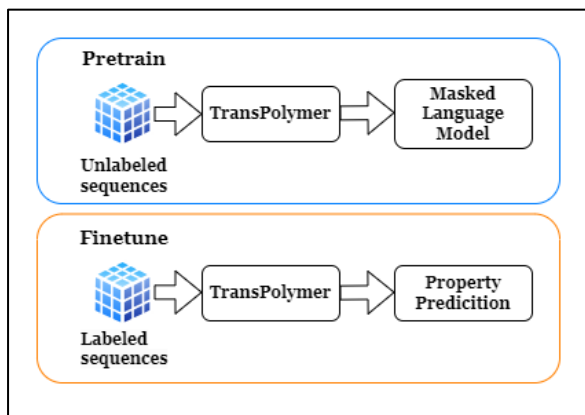 Pretrain
Unlabeled
sequences
TransPolymer
Masked
Language
Model
Finetune
Labeled
sequences
TransPolymer
Property
Predicition